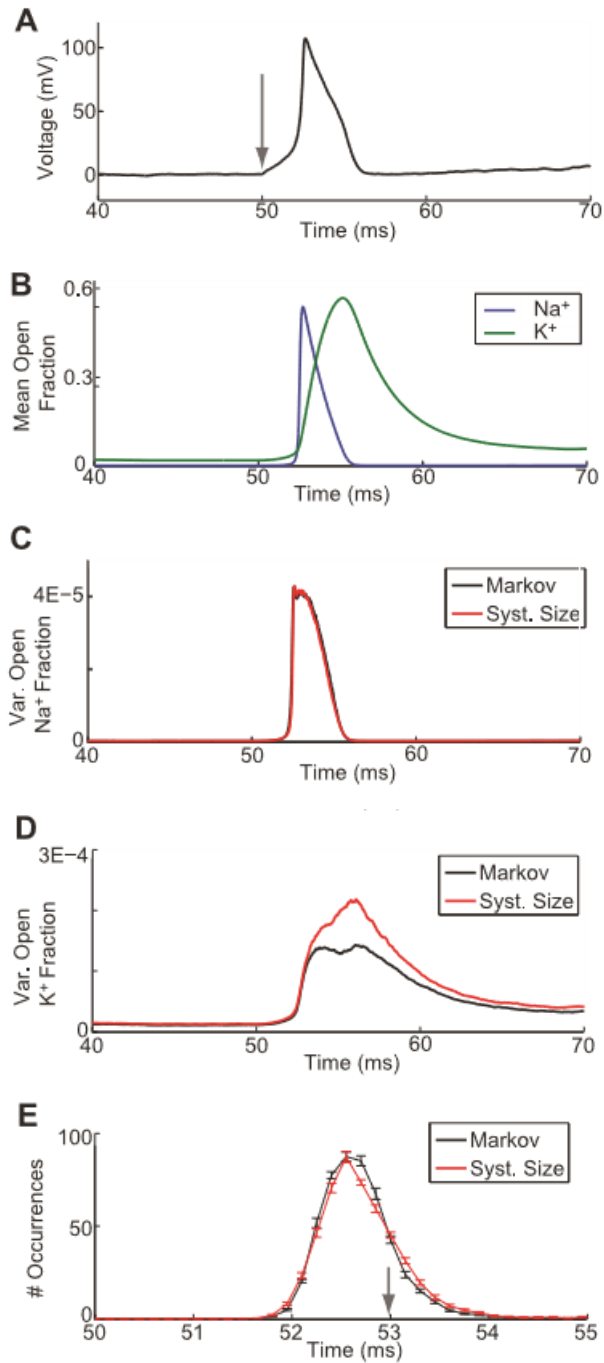 A
Voltage (mV)
100
50
0
40
50
60
70
Time (ms)
B
Mean Open
Fraction
0.6
0.3
0
Na+
K+
40
50
60
70
Time (ms)
C
Var. Open
Na+ Fraction
4E−5
0
Markov
Syst. Size
40
50
60
70
Time (ms)
D
Var. Open
K+ Fraction
3E−4
0
Markov
Syst. Size
40
50
60
70
Time (ms)
E
# Occurrences
100
50
0
Markov
Syst. Size
50
51
52
53
54
55
Time (ms)